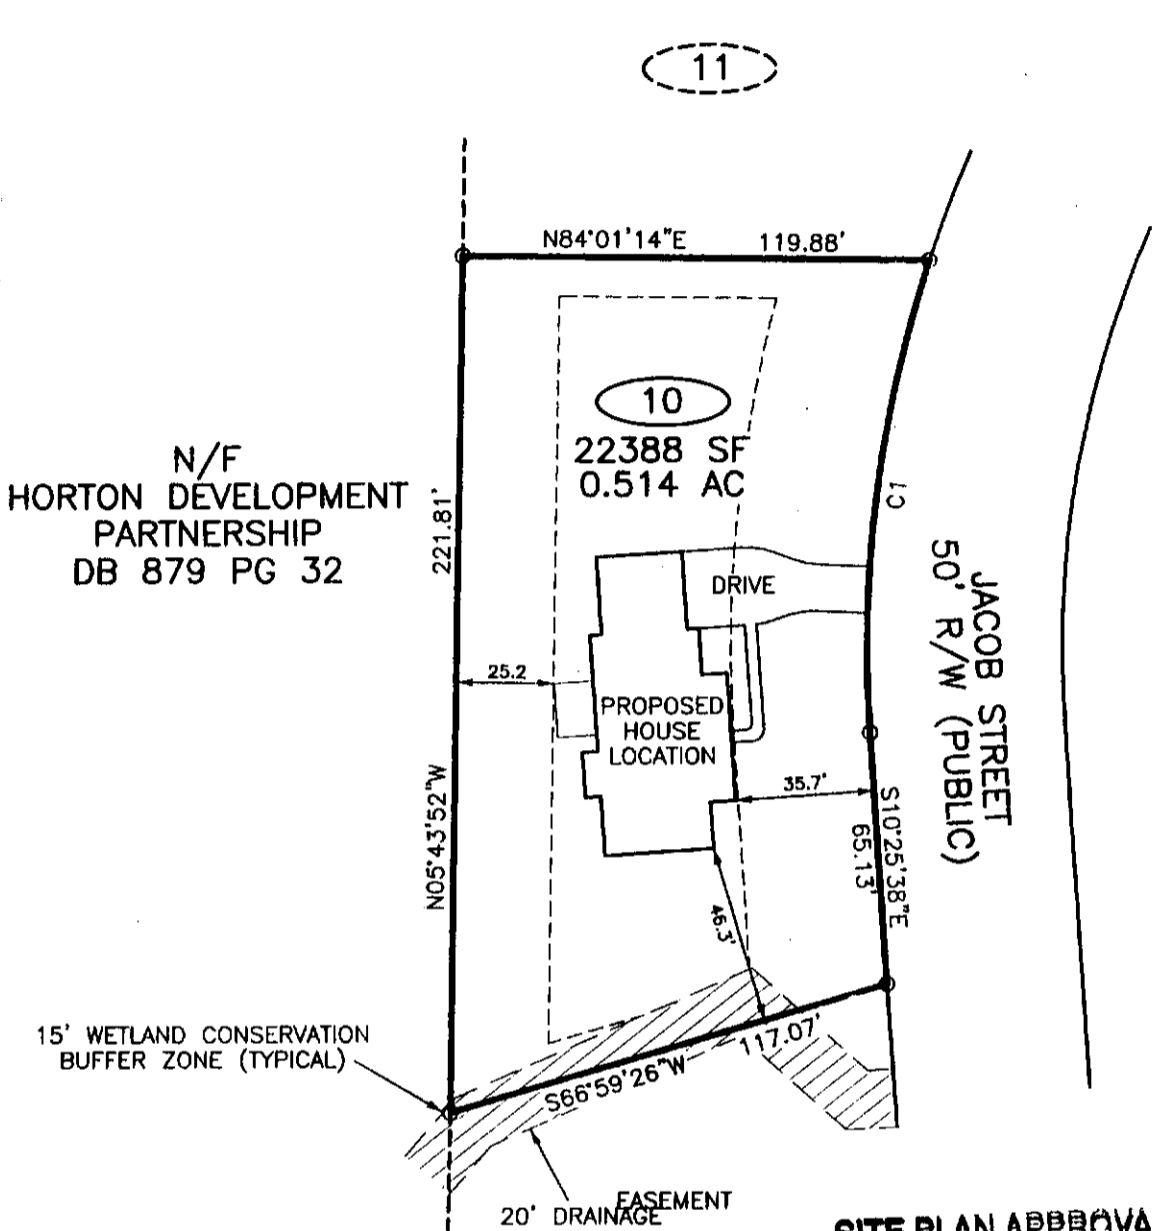 11
N84°01'14"E 119.88'
10
22388 SF
0.514 AC
N/F
HORTON DEVELOPMENT
PARTNERSHIP
DB 879 PG 32
221.81'
N05°43'52"W
C1
DRIVE
JACOB STREET
50' R/W (PUBLIC)
25.2
PROPOSED
HOUSE
LOCATION
35.7'
S10°25'38"E
65.13'
46.3'
15' WETLAND CONSERVATION
BUFFER ZONE (TYPICAL)
S66°59'26"W 117.07'
20' DRAINAGE EASEMENT
SITE PLAN APPROVA